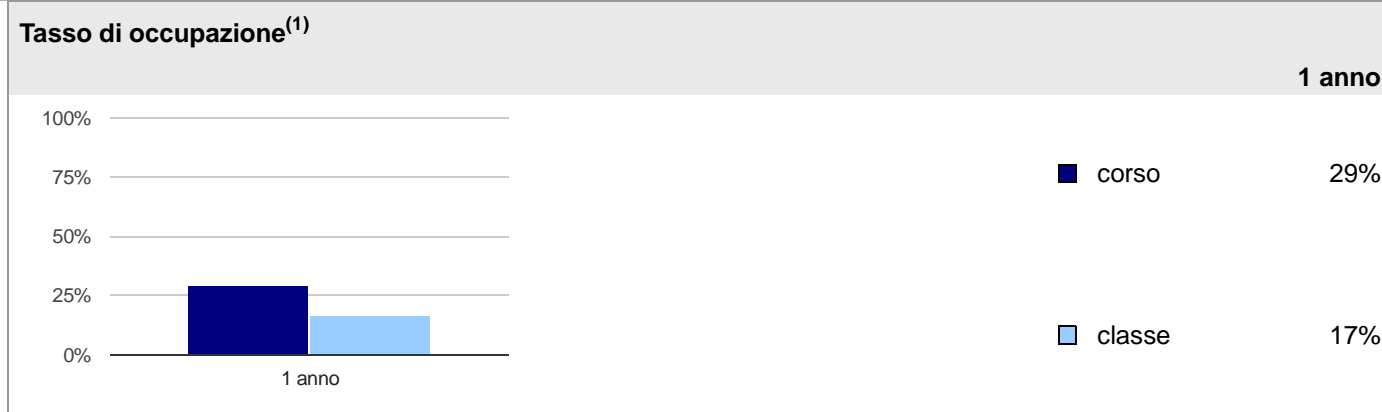 Tasso di occupazione(1)
1 anno
100%
75%
50%
25%
0%
1 anno
corso 29%
classe 17%